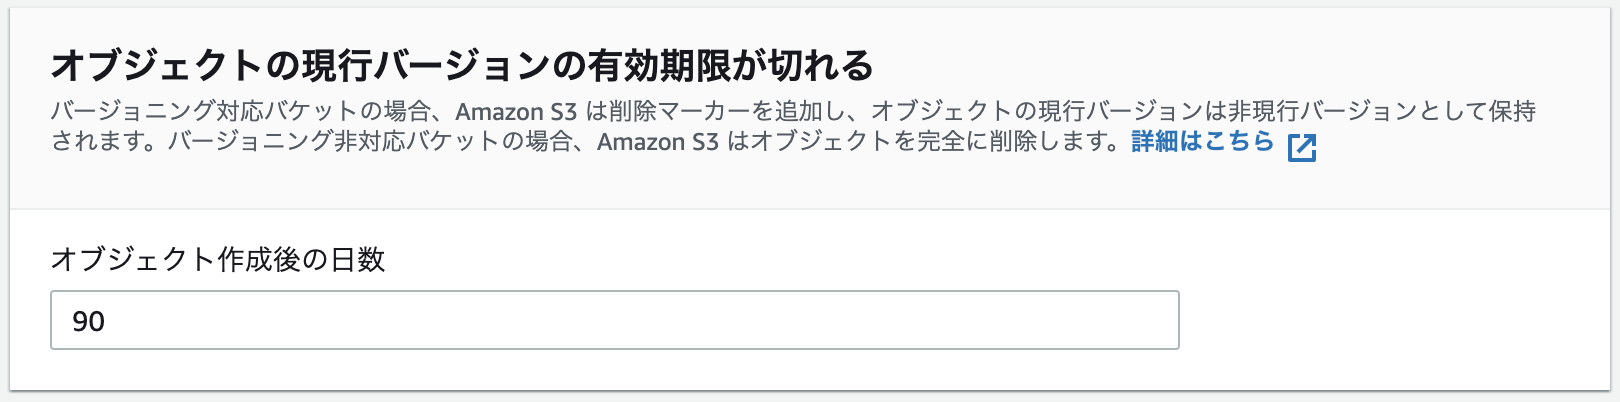 オブジェクトの現行バージョンの有効期限が切れる
バージョニング対応バケットの場合、Amazon S3 は削除マーカーを追加し、オブジェクトの現行バージョンは非現行バージョンとして保持
されます。バージョニング非対応バケットの場合、Amazon S3 はオブジェクトを完全に削除します。詳細はこちら
オブジェクト作成後の日数
90